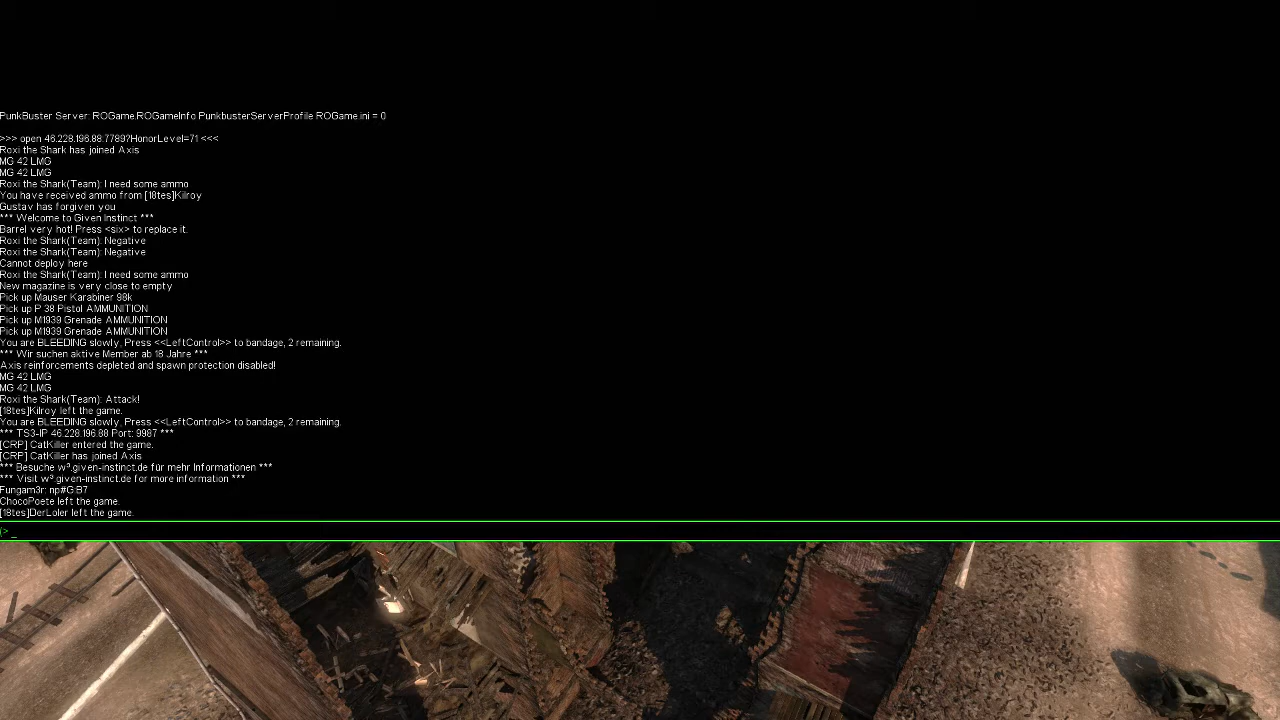 PunkBuster Server: ROGame.ROGameInfo PunkbusterServerProfile ROGame.ini = 0
>>> open 46.228.196.88:7789?HonorLevel=71 <<<
Roxi the Shark has joined Axis
MG 42 LMG
MG 42 LMG
Roxi the Shark(Team): I need some ammo
You have received ammo from [18tes]Kilroy
Gustav has forgiven you
*** Welcome to Given Instinct ***
Barrel very hot! Press <six> to replace it.
Roxi the Shark(Team): Negative
Roxi the Shark(Team): Negative
Cannot deploy here
Roxi the Shark(Team): I need some ammo
New magazine is very close to empty
Pick up Mauser Karabiner 98k
Pick up P 38 Pistol AMMUNITION
Pick up M1939 Grenade AMMUNITION
Pick up M1939 Grenade AMMUNITION
You are BLEEDING slowly, Press <<LeftControl>> to bandage, 2 remaining.
*** Wir suchen aktive Member ab 18 Jahre ***
Axis reinforcements depleted and spawn protection disabled!
MG 42 LMG
MG 42 LMG
Roxi the Shark(Team): Attack!
[18tes]Kilroy left the game.
You are BLEEDING slowly, Press <<LeftControl>> to bandage, 2 remaining.
*** TS3-IP 46.228.196.88 Port: 9987 ***
[CRP] CatKiller entered the game.
[CRP] CatKiller has joined Axis
*** Besuche w³.given-instinct.de für mehr Informationen ***
*** Visit w³.given-instinct.de for more information ***
Fungam3r: np#G:B7
ChocoPoete left the game.
[18tes]DerLoler left the game.
(> _